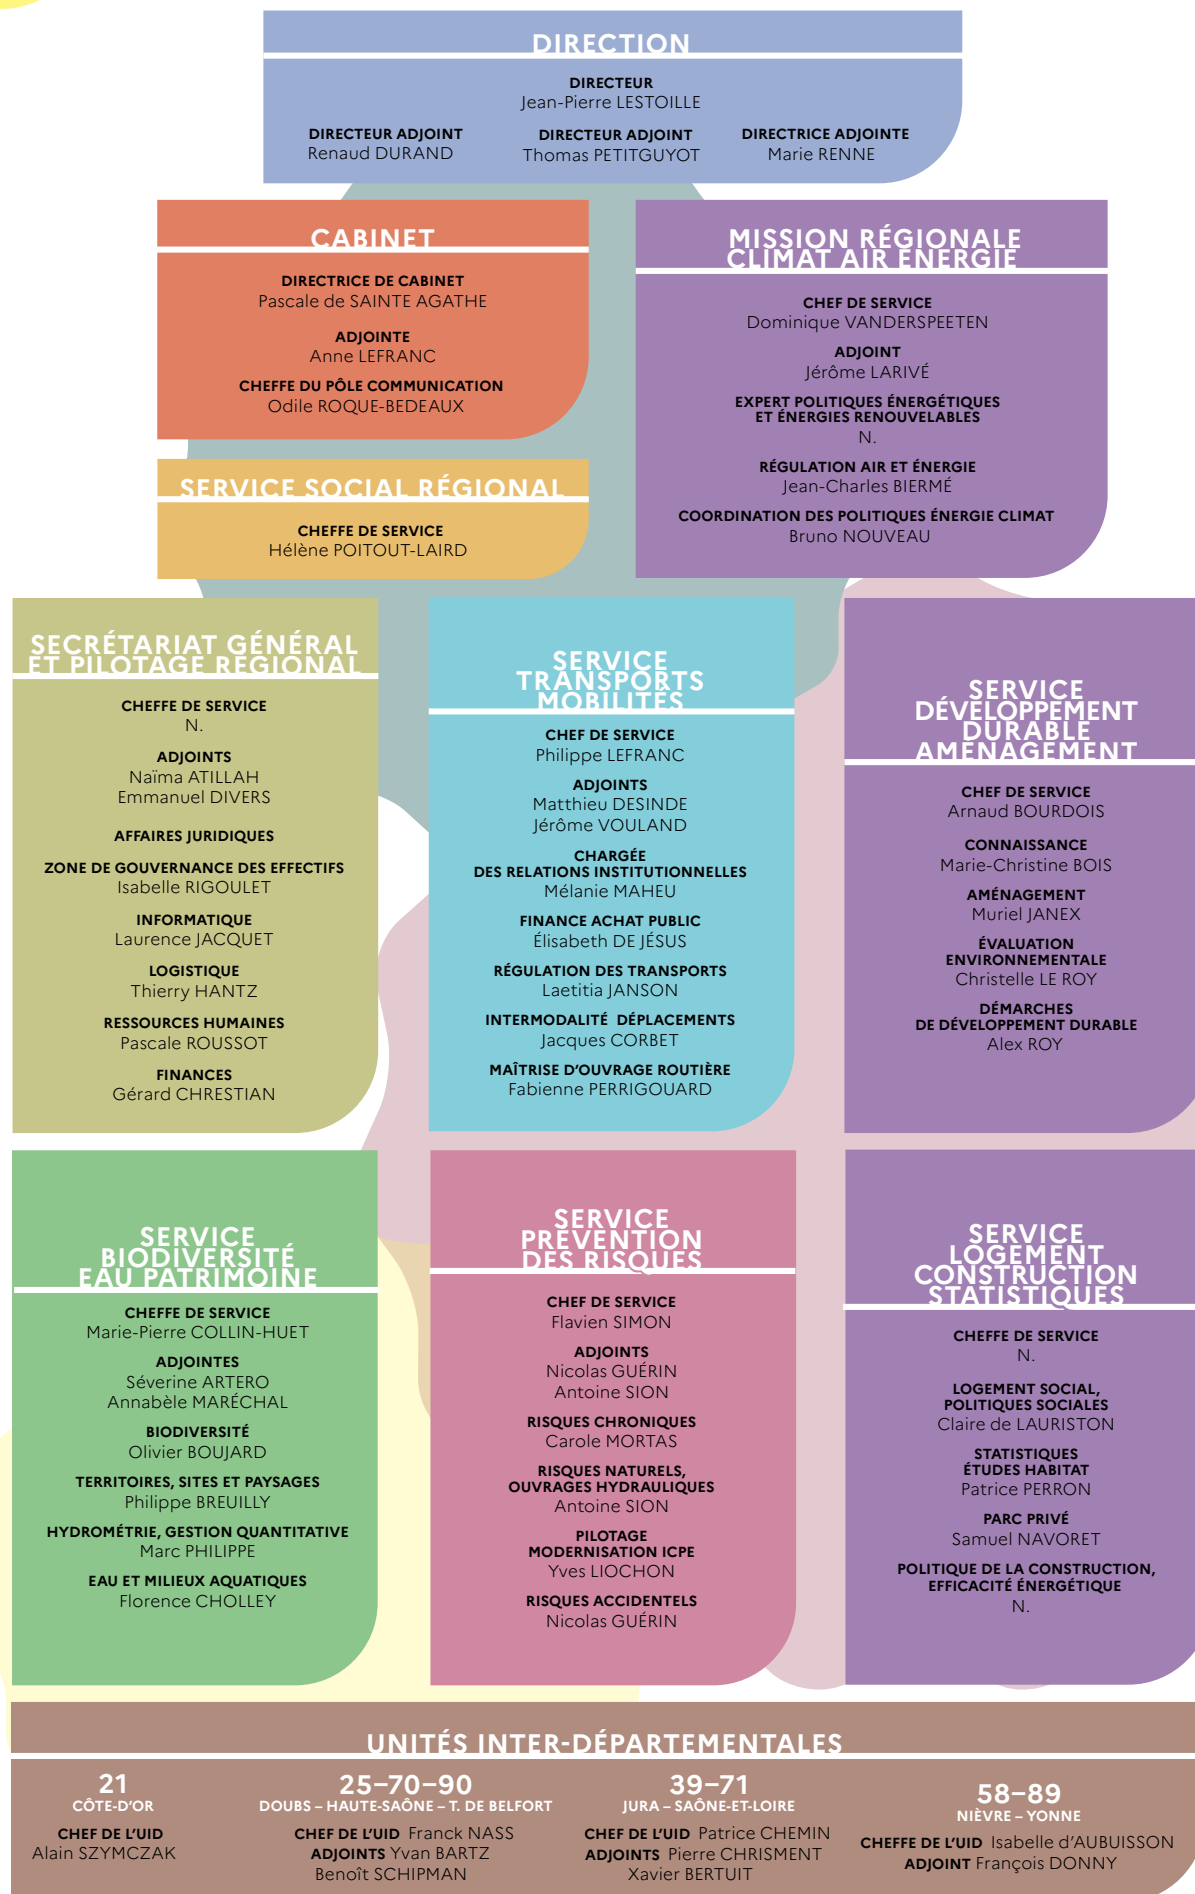 DIRECTION
DIRECTEUR
Jean-Pierre LESTOILLE
DIRECTEUR ADJOINT
Renaud DURAND
DIRECTEUR ADJOINT
Thomas PETITGUYOT
DIRECTRICE ADJOINTE
Marie RENNE
CABINET
DIRECTRICE DE CABINET
Pascale de SAINTE AGATHE
ADJOINTE
Anne LEFRANC
CHEFFE DU PÔLE COMMUNICATION
Odile ROQUE-BEDEAUX
MISSION RÉGIONALE
CLIMAT AIR ÉNERGIE
CHEF DE SERVICE
Dominique VANDERSPEETEN
ADJOINT
Jérôme LARIVÉ
EXPERT POLITIQUES ÉNERGÉTIQUES
ET ÉNERGIES RENOUVELABLES
N.
RÉGULATION AIR ET ÉNERGIE
Jean-Charles BIERMÉ
COORDINATION DES POLITIQUES ÉNERGIE CLIMAT
Bruno NOUVEAU
SERVICE SOCIAL RÉGIONAL
CHEFFE DE SERVICE
Hélène POITOUT-LAIRD
SECRÉTARIAT GÉNÉRAL
ET PILOTAGE RÉGIONAL
CHEFFE DE SERVICE
N.
ADJOINTS
Naïma ATILLAH
Emmanuel DIVERS
AFFAIRES JURIDIQUES
ZONE DE GOUVERNANCE DES EFFECTIFS
Isabelle RIGOULET
INFORMATIQUE
Laurence JACQUET
LOGISTIQUE
Thierry HANTZ
RESSOURCES HUMAINES
Pascale ROUSSOT
FINANCES
Gérard CHRESTIAN
SERVICE
TRANSPORTS
MOBILITÉS
CHEF DE SERVICE
Philippe LEFRANC
ADJOINTS
Matthieu DESINDE
Jérôme VOULAND
CHARGÉE
DES RELATIONS INSTITUTIONNELLES
Mélanie MAHEU
FINANCE ACHAT PUBLIC
Élisabeth DE JÉSUS
RÉGULATION DES TRANSPORTS
Laetitia JANSON
INTERMODALITÉ DÉPLACEMENTS
Jacques CORBET
MAÎTRISE D'OUVRAGE ROUTIÈRE
Fabienne PERRIGOUARD
SERVICE
DÉVELOPPEMENT
DURABLE
AMÉNAGEMENT
CHEF DE SERVICE
Arnaud BOURDOIS
CONNAISSANCE
Marie-Christine BOIS
AMÉNAGEMENT
Muriel JANEX
ÉVALUATION
ENVIRONNEMENTALE
Christelle LE ROY
DÉMARCHES
DE DÉVELOPPEMENT DURABLE
Alex ROY
SERVICE
BIODIVERSITÉ
EAU PATRIMOINE
CHEFFE DE SERVICE
Marie-Pierre COLLIN-HUET
ADJOINTES
Séverine ARTERO
Annabèle MARÉCHAL
BIODIVERSITÉ
Olivier BOUJARD
TERRITOIRES, SITES ET PAYSAGES
Philippe BREUILLY
HYDROMÉTRIE, GESTION QUANTITATIVE
Marc PHILIPPE
EAU ET MILIEUX AQUATIQUES
Florence CHOLLEY
SERVICE
PRÉVENTION
DES RISQUES
CHEF DE SERVICE
Flavien SIMON
ADJOINTS
Nicolas GUÉRIN
Antoine SION
RISQUES CHRONIQUES
Carole MORTAS
RISQUES NATURELS,
OUVRAGES HYDRAULIQUES
Antoine SION
PILOTAGE
MODERNISATION ICPE
Yves LIOCHON
RISQUES ACCIDENTELS
Nicolas GUÉRIN
SERVICE
LOGEMENT
CONSTRUCTION
STATISTIQUES
CHEFFE DE SERVICE
N.
LOGEMENT SOCIAL,
POLITIQUES SOCIALES
Claire de LAURISTON
STATISTIQUES
ÉTUDES HABITAT
Patrice PERRON
PARC PRIVÉ
Samuel NAVORET
POLITIQUE DE LA CONSTRUCTION,
EFFICACITÉ ÉNERGÉTIQUE
N.
UNITÉS INTER-DÉPARTEMENTALES
21
CÔTE-D'OR
CHEF DE L'UID
Alain SZYMCZAK
25–70–90
DOUBS – HAUTE-SAÔNE – T. DE BELFORT
CHEF DE L'UID Franck NASS
ADJOINTS Yvan BARTZ
Benoît SCHIPMAN
39–71
JURA – SAÔNE-ET-LOIRE
CHEF DE L'UID Patrice CHEMIN
ADJOINTS Pierre CHRISMENT
Xavier BERTUIT
58–89
NIÈVRE – YONNE
CHEFFE DE L'UID Isabelle d'AUBUISSON
ADJOINT François DONNY